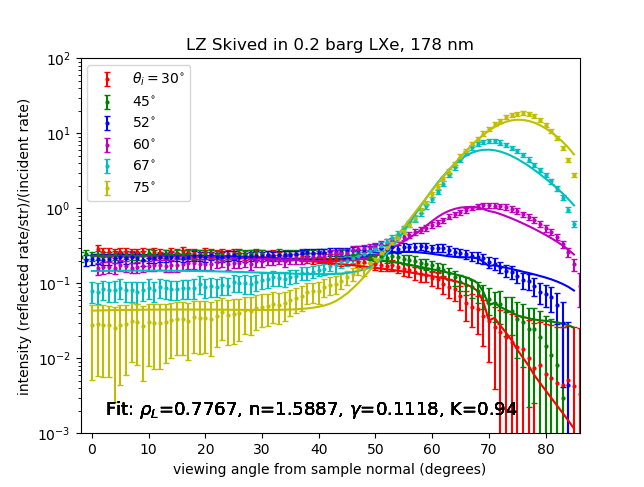 LZ Skived in 0.2 barg LXe, 178 nm
intensity (reflected rate/str)/(incident rate)
10²
10¹
10⁰
10⁻¹
10⁻²
10⁻³
θᵢ = 30°
45°
52°
60°
67°
75°
Fit: ρ_L=0.7767, n=1.5887, γ=0.1118, K=0.94
0 10 20 30 40 50 60 70 80
viewing angle from sample normal (degrees)